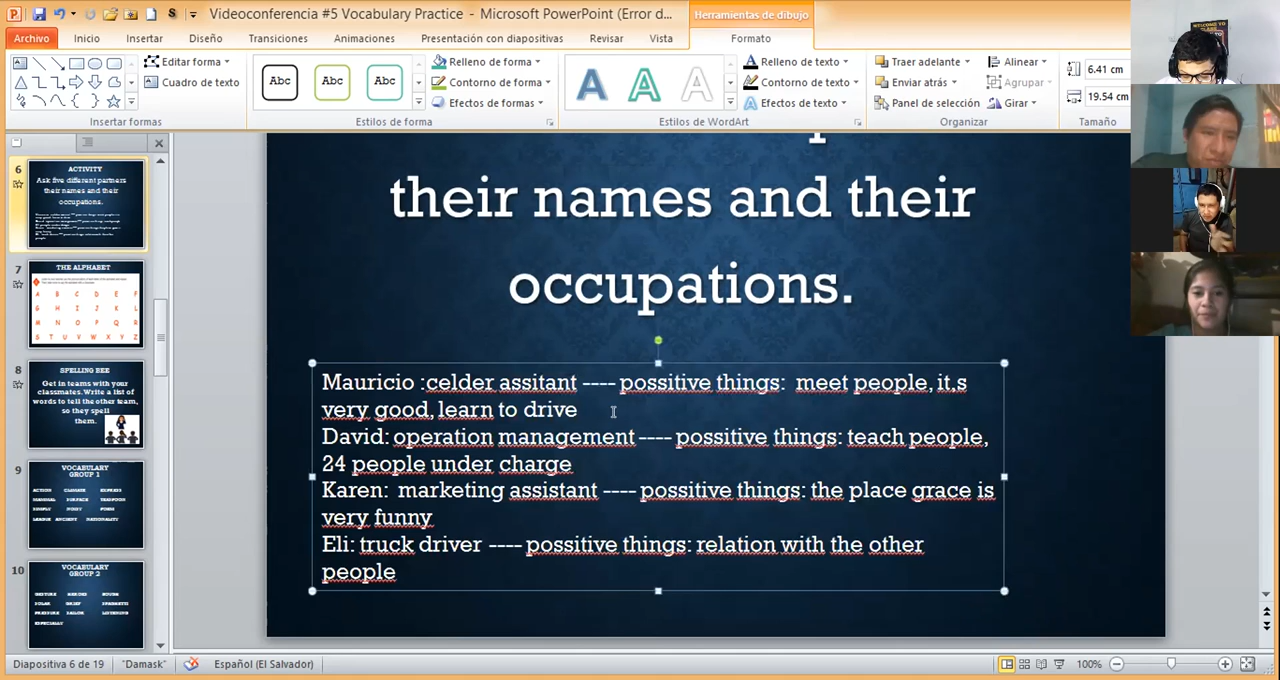 Videoconferencia #5 Vocabulary Practice - Microsoft PowerPoint (Error d...
Herramientas de dibujo
Archivo Inicio Insertar Diseño Transiciones Animaciones Presentación con diapositivas Revisar Vista Formato
Editar forma
Cuadro de texto
Insertar formas
Abc Abc Abc
Relleno de forma
Contorno de forma
Efectos de formas
Estilos de forma
A A A
Relleno de texto
Contorno de texto
Efectos de texto
Estilos de WordArt
Traer adelante
Enviar atrás
Panel de selección
Alinear
Agrupar
Girar
Organizar
6.41 cm
19.54 cm
Tamaño
6
ACTIVITY
Ask five different partners
their names and their
occupations.
7
THE ALPHABET
A B C D E F
G H I J K L
M N O P Q R
S T U V W X Y Z
8
SPELLING BEE
Get in teams with your
classmates. Write a list of
words to tell the other team,
so they spell
them.
9
VOCABULARY
GROUP 1
10
VOCABULARY
GROUP 2
their names and their
occupations.
Mauricio :celder assitant ---- possitive things: meet people, it,s
very good, learn to drive
David: operation management ---- possitive things: teach people,
24 people under charge
Karen: marketing assistant ---- possitive things: the place grace is
very funny
Eli: truck driver ---- possitive things: relation with the other
people
Diapositiva 6 de 19 "Damask" Español (El Salvador) 100%